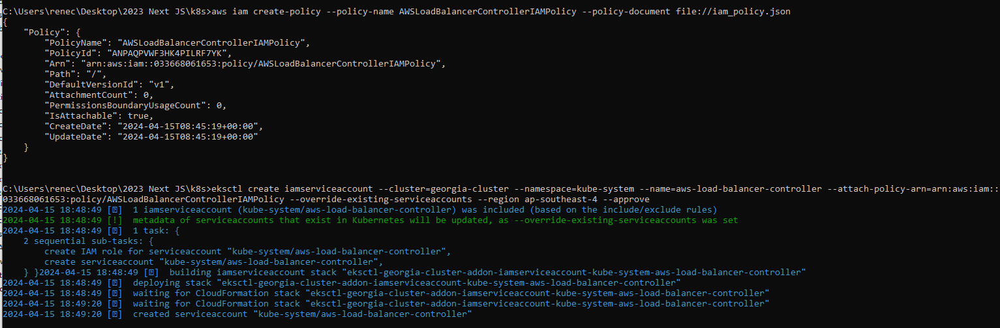 C:\Users\renec\Desktop\2023 Next JS\k8s>aws iam create-policy --policy-name AWSLoadBalancerControllerIAMPolicy --policy-document file://iam_policy.json
{
    "Policy": {
        "PolicyName": "AWSLoadBalancerControllerIAMPolicy",
        "PolicyId": "ANPAQPVWF3HK4PILRF7YK",
        "Arn": "arn:aws:iam::033668061653:policy/AWSLoadBalancerControllerIAMPolicy",
        "Path": "/",
        "DefaultVersionId": "v1",
        "AttachmentCount": 0,
        "PermissionsBoundaryUsageCount": 0,
        "IsAttachable": true,
        "CreateDate": "2024-04-15T08:45:19+00:00",
        "UpdateDate": "2024-04-15T08:45:19+00:00"
    }
}
C:\Users\renec\Desktop\2023 Next JS\k8s>eksctl create iamserviceaccount --cluster=georgia-cluster --namespace=kube-system --name=aws-load-balancer-controller --attach-policy-arn=arn:aws:iam::
033668061653:policy/AWSLoadBalancerControllerIAMPolicy --override-existing-serviceaccounts --region ap-southeast-4 --approve
2024-04-15 18:48:49 [⍰]  1 iamserviceaccount (kube-system/aws-load-balancer-controller) was included (based on the include/exclude rules)
2024-04-15 18:48:49 [!]  metadata of serviceaccounts that exist in Kubernetes will be updated, as --override-existing-serviceaccounts was set
2024-04-15 18:48:49 [⍰]  1 task: {
    2 sequential sub-tasks: {
        create IAM role for serviceaccount "kube-system/aws-load-balancer-controller",
        create serviceaccount "kube-system/aws-load-balancer-controller",
    } }2024-04-15 18:48:49 [⍰]  building iamserviceaccount stack "eksctl-georgia-cluster-addon-iamserviceaccount-kube-system-aws-load-balancer-controller"
2024-04-15 18:48:49 [⍰]  deploying stack "eksctl-georgia-cluster-addon-iamserviceaccount-kube-system-aws-load-balancer-controller"
2024-04-15 18:48:49 [⍰]  waiting for CloudFormation stack "eksctl-georgia-cluster-addon-iamserviceaccount-kube-system-aws-load-balancer-controller"
2024-04-15 18:49:20 [⍰]  waiting for CloudFormation stack "eksctl-georgia-cluster-addon-iamserviceaccount-kube-system-aws-load-balancer-controller"
2024-04-15 18:49:20 [⍰]  created serviceaccount "kube-system/aws-load-balancer-controller"